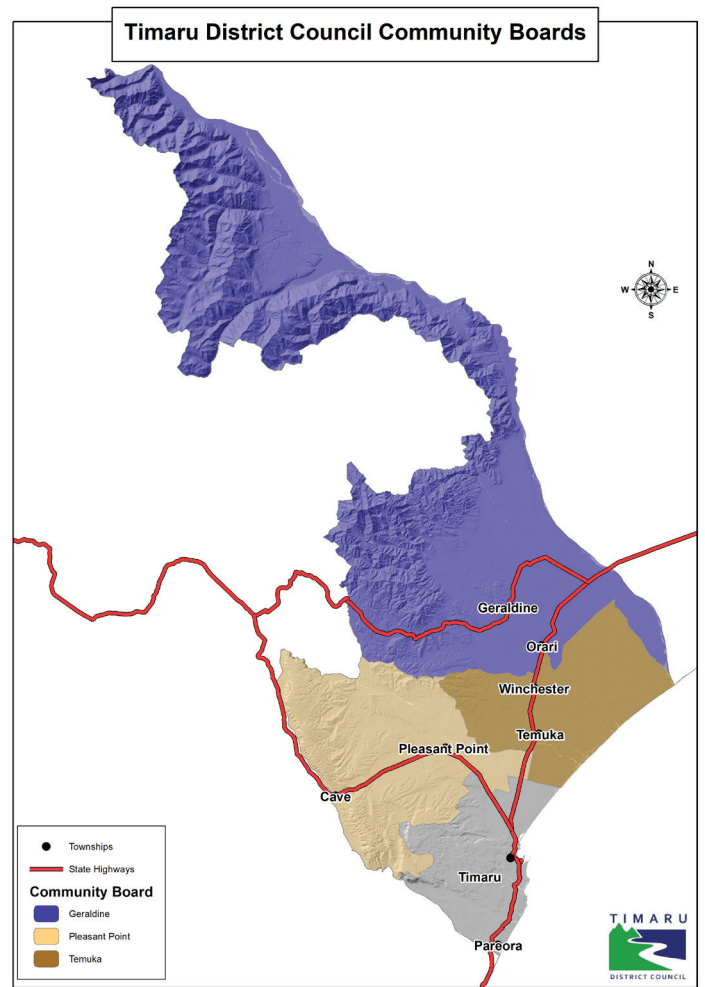 Timaru District Council Community Boards
N
W
E
S
Geraldine
Orari
Winchester
Temuka
Pleasant Point
Cave
Timaru
Pareora
Townships
State Highways
Community Board
Geraldine
Pleasant Point
Temuka
TIMARU
DISTRICT COUNCIL